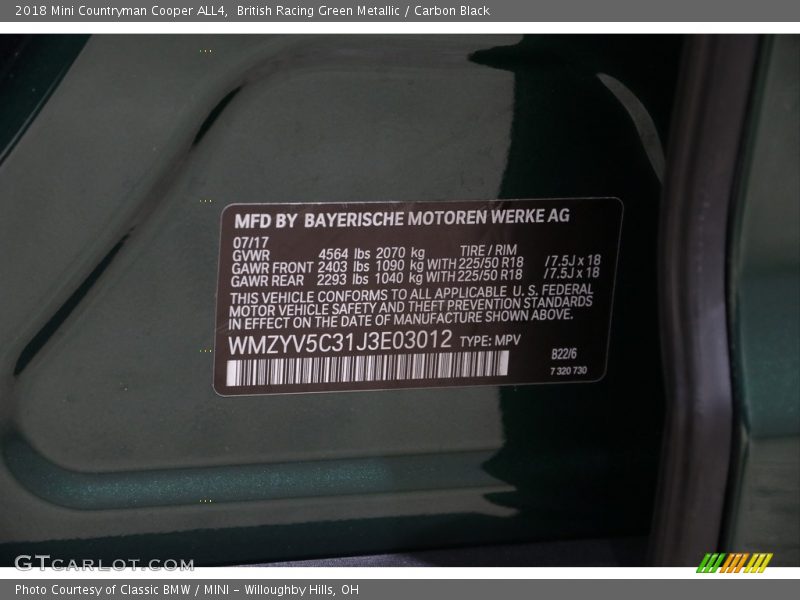 2018 Mini Countryman Cooper ALL4,  British Racing Green Metallic / Carbon Black
MFD BY BAYERISCHE MOTOREN WERKE AG
07/17
GVWR 4564 lbs 2070 kg TIRE / RIM
GAWR FRONT 2403 lbs 1090 kg WITH 225/50 R18 /7.5J x 18
GAWR REAR 2293 lbs 1040 kg WITH 225/50 R18 /7.5J x 18
THIS VEHICLE CONFORMS TO ALL APPLICABLE U. S. FEDERAL
MOTOR VEHICLE SAFETY AND THEFT PREVENTION STANDARDS
IN EFFECT ON THE DATE OF MANUFACTURE SHOWN ABOVE.
WMZYV5C31J3E03012 TYPE: MPV
B22/6
7 320 730
GTCARLOT.COM
Photo Courtesy of Classic BMW / MINI - Willoughby Hills, OH